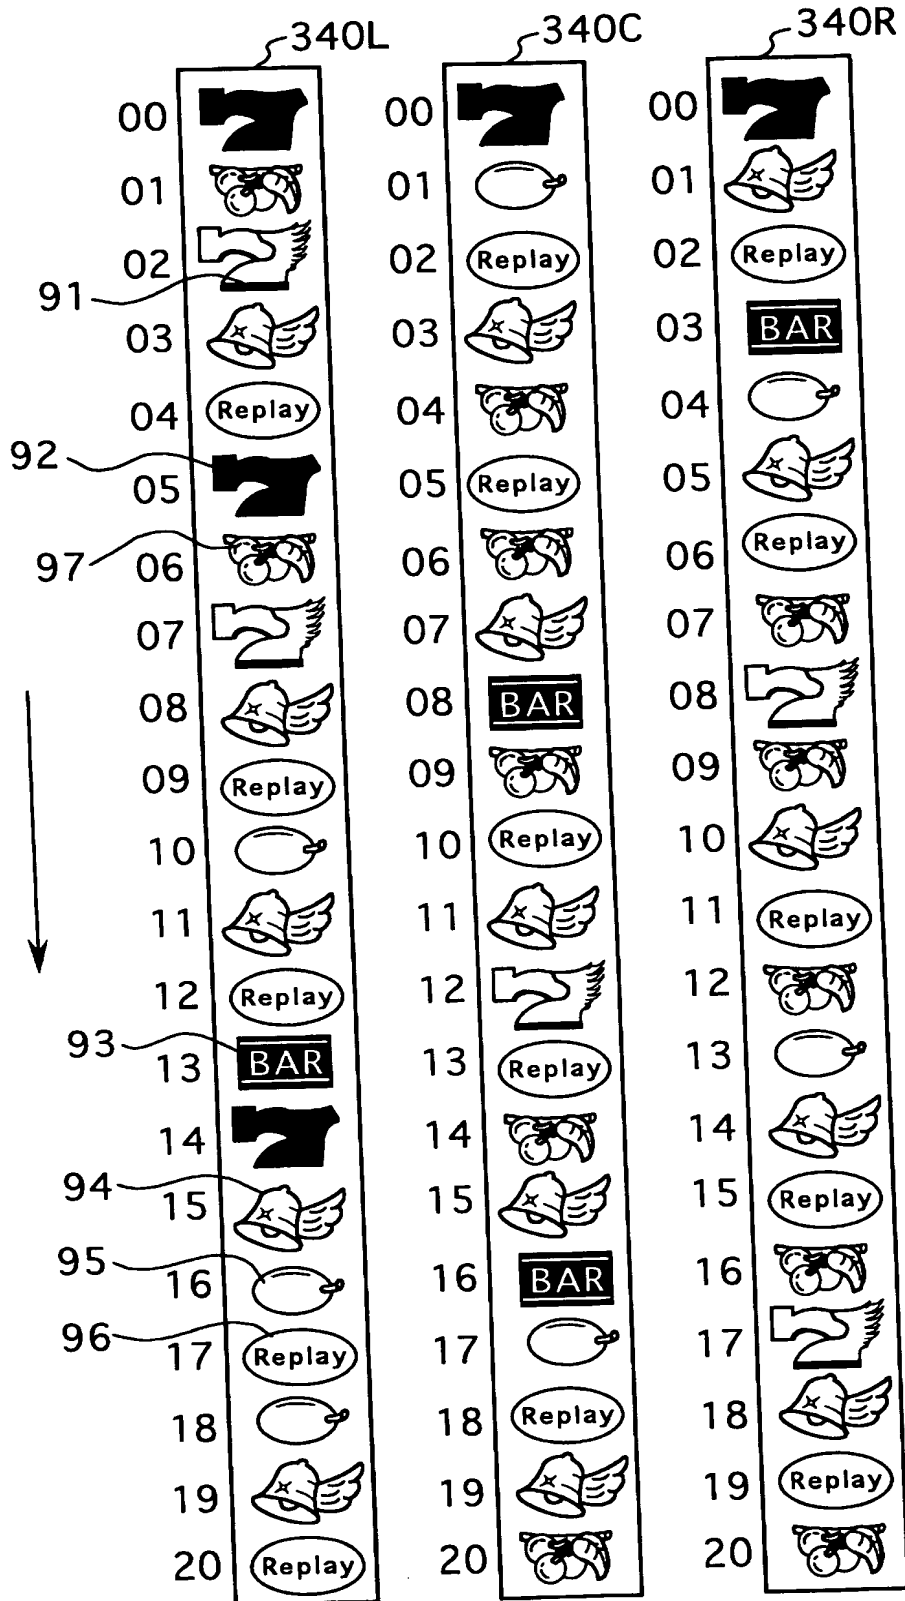 340L 340C 340R
00 00 00
01 01 01
02 Replay 02 Replay 02
91
03 03 03 BAR
04 Replay 04 04
92
05 05 Replay 05
97
06 06 06 Replay
07 07 07
08 08 BAR 08
09 Replay 09 09
10 10 Replay 10
11 11 11 Replay
12 Replay 12 12
93
13 BAR 13 Replay 13
14 14 14
94
15 15 15 Replay
95
16 16 BAR 16
96
17 Replay 17 17
18 18 Replay 18
19 19 19 Replay
20 Replay 20 20